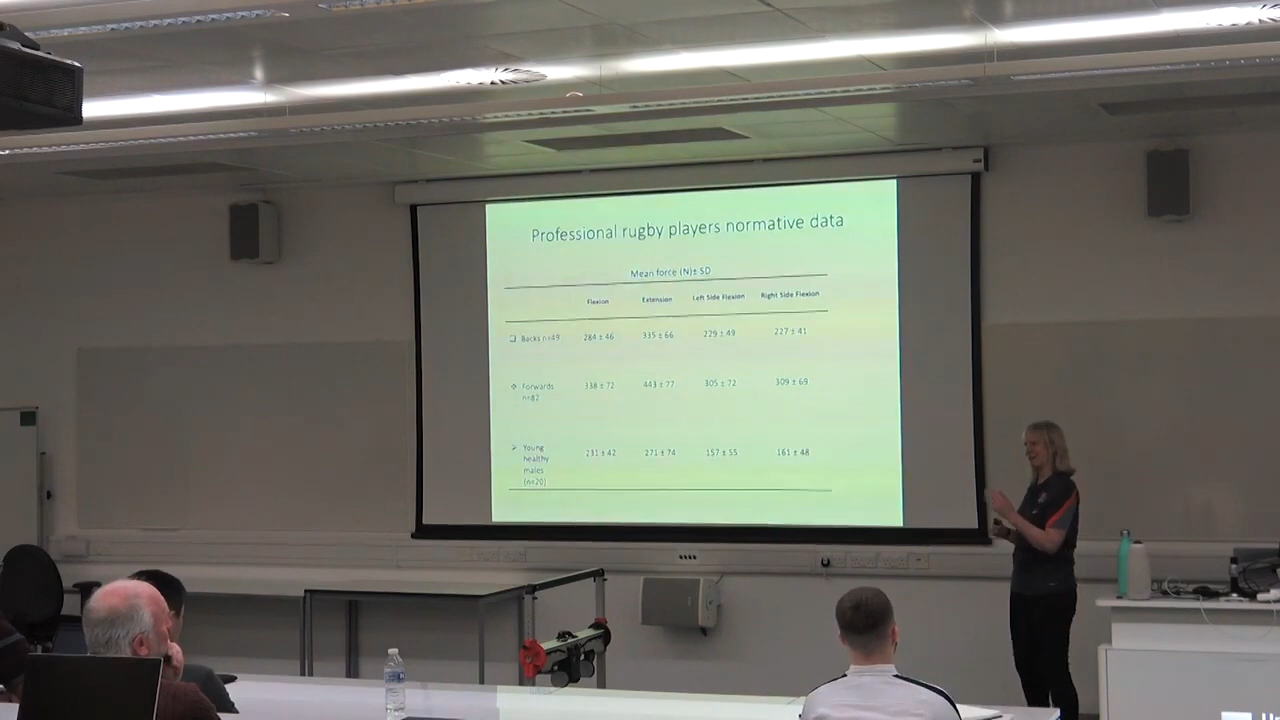 Professional rugby players normative data
Mean force (N)± SD
Flexion Extension Left Side Flexion Right Side Flexion
❑ Backs n=49 284 ± 46 335 ± 66 229 ± 49 227 ± 41
❖ Forwards 338 ± 72 443 ± 77 305 ± 72 309 ± 69
n=82
➢ Young 231 ± 42 271 ± 74 157 ± 55 161 ± 48
healthy
males
(n=20)